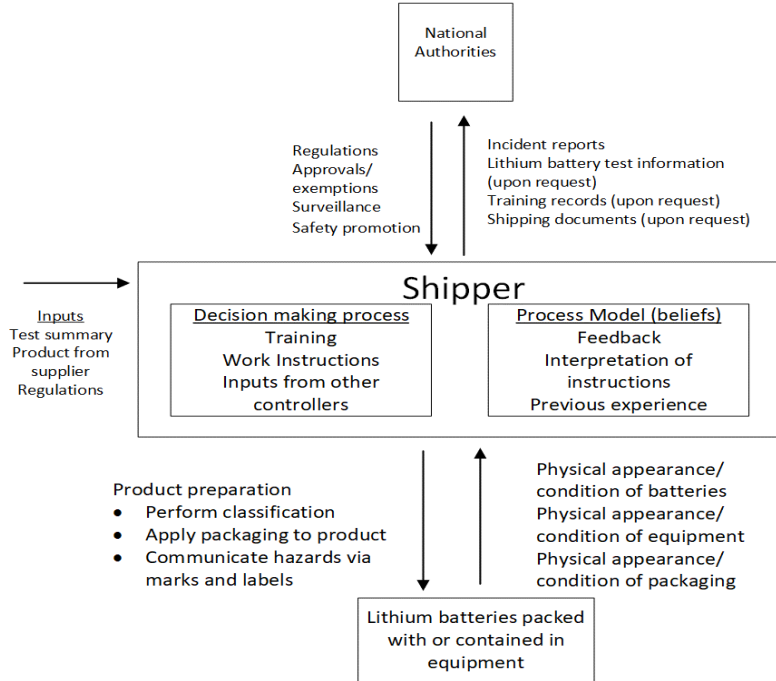 National
Authorities
Regulations
Approvals/
exemptions
Surveillance
Safety promotion
Incident reports
Lithium battery test information
(upon request)
Training records (upon request)
Shipping documents (upon request)
Shipper
Inputs
Test summary
Product from
supplier
Regulations
Decision making process
Training
Work Instructions
Inputs from other
controllers
Process Model (beliefs)
Feedback
Interpretation of
instructions
Previous experience
Product preparation
● Perform classification
● Apply packaging to product
● Communicate hazards via
marks and labels
Physical appearance/
condition of batteries
Physical appearance/
condition of equipment
Physical appearance/
condition of packaging
Lithium batteries packed
with or contained in
equipment